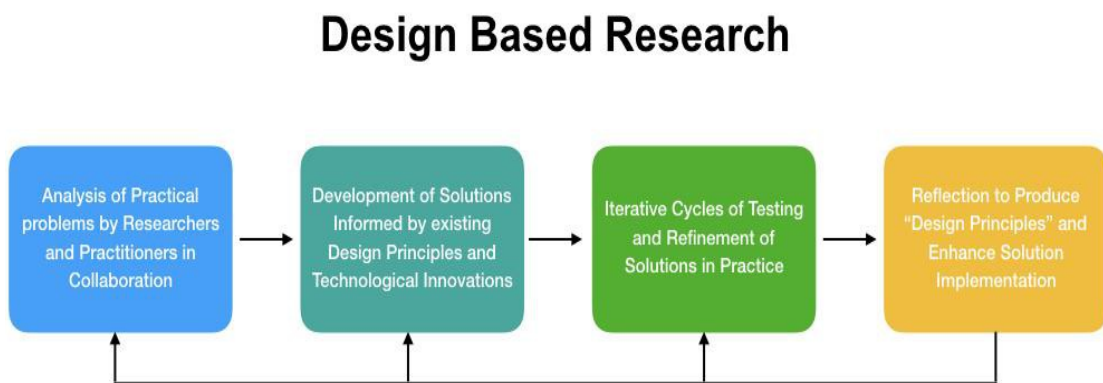 Design Based Research
Analysis of Practical
problems by Researchers
and Practitioners in
Collaboration
Development of Solutions
Informed by existing
Design Principles and
Technological Innovations
Iterative Cycles of Testing
and Refinement of
Solutions in Practice
Reflection to Produce
“Design Principles” and
Enhance Solution
Implementation